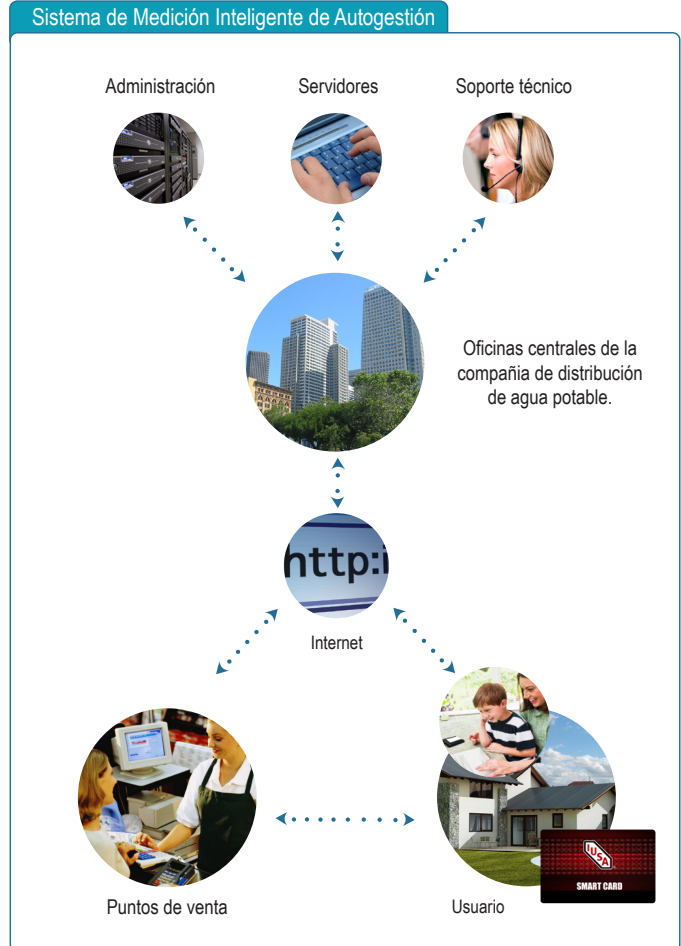 Sistema de Medición Inteligente de Autogestión
Administración
Servidores
Soporte técnico
Oficinas centrales de la
compañia de distribución
de agua potable.
http:i
Internet
IUSA
SMART CARD
Puntos de venta
Usuario